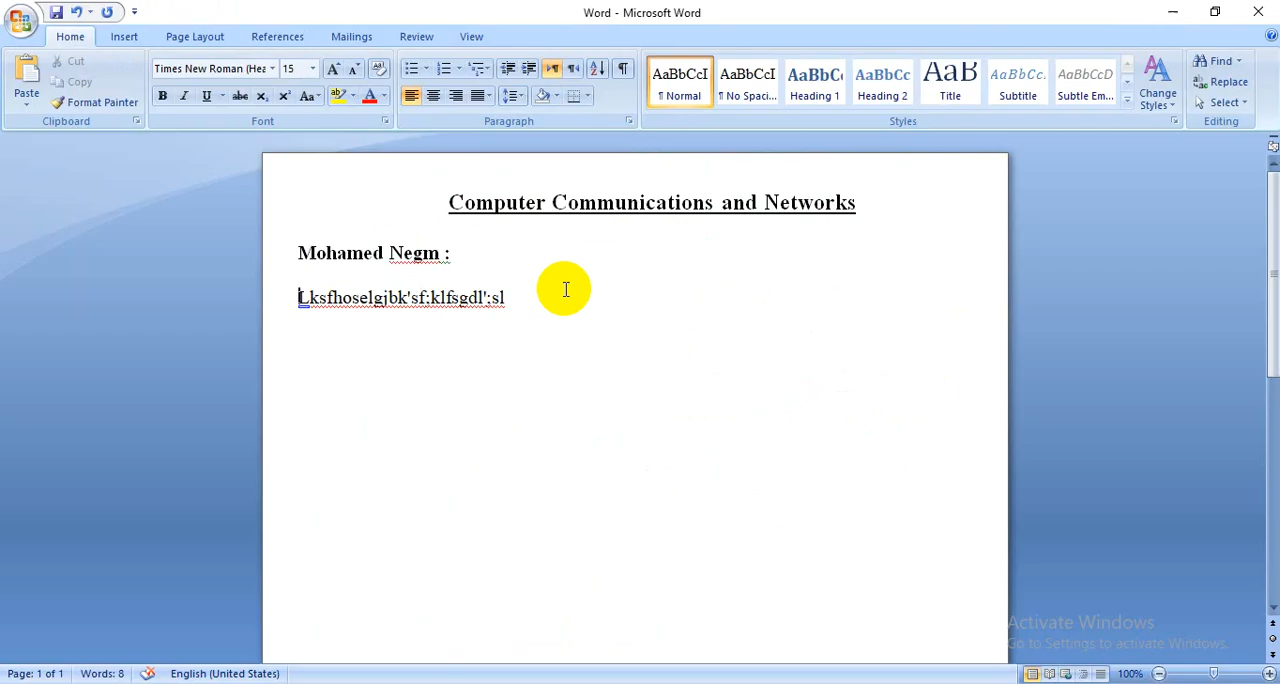 Word - Microsoft Word
Home Insert Page Layout References Mailings Review View
Paste
Cut
Copy
Format Painter
Clipboard
Times New Roman (Hea 15
Font
Paragraph
AaBbCcI AaBbCcI AaBbC AaBbCc AaB AaBbCc. AaBbCcD
¶ Normal ¶ No Spaci... Heading 1 Heading 2 Title Subtitle Subtle Em...
Change Styles
Styles
Find
Replace
Select
Editing
Computer Communications and Networks
Mohamed Negm :
Lksfhoselgjbk'sf;klfsgdl';sl
Activate Windows
Go to Settings to activate Windows.
Page: 1 of 1 Words: 8 English (United States) 100%